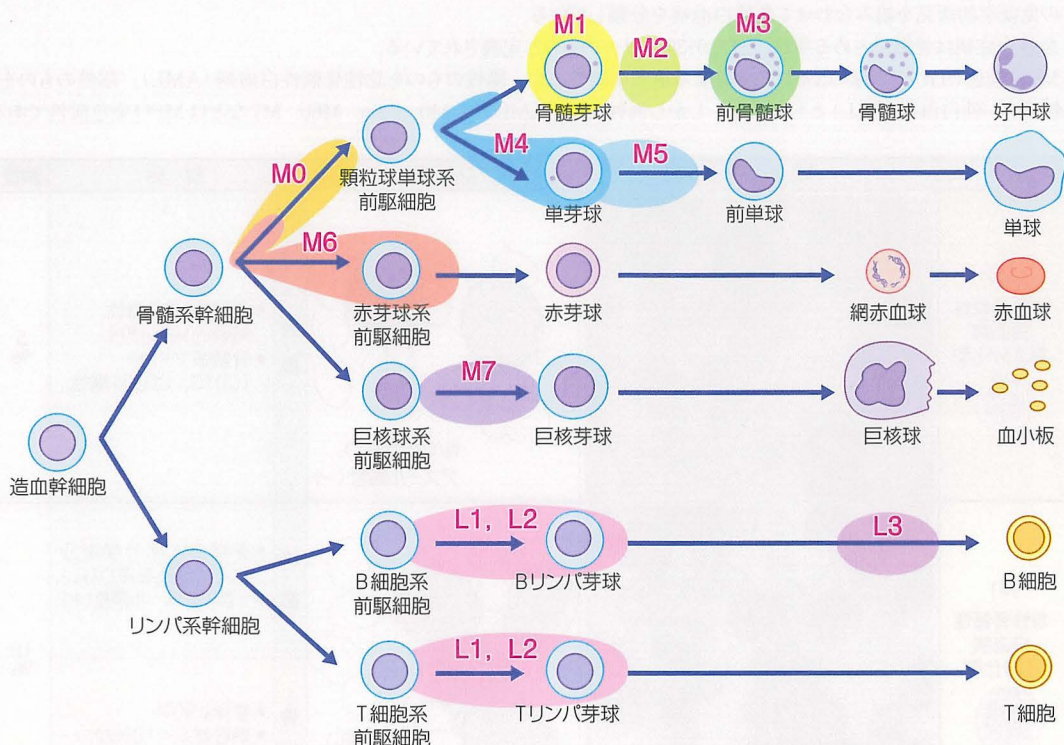 M1
M2
M3
骨髄芽球
前骨髄球
骨髄球
好中球
顆粒球単球系
前駆細胞
M4
M5
単芽球
前単球
単球
M0
M6
骨髄系幹細胞
赤芽球系
前駆細胞
赤芽球
網赤血球
赤血球
M7
巨核球系
前駆細胞
巨核芽球
巨核球
血小板
造血幹細胞
L1, L2
L3
B細胞系
前駆細胞
Bリンパ芽球
B細胞
リンパ系幹細胞
L1, L2
T細胞系
前駆細胞
Tリンパ芽球
T細胞